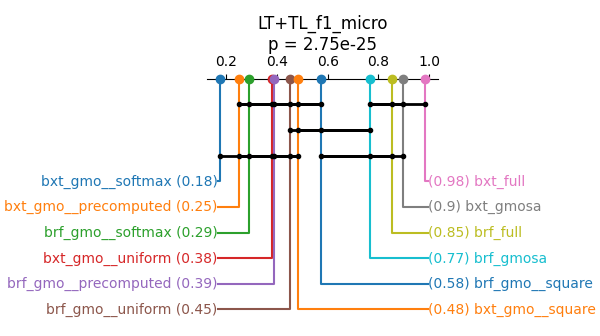 LT+TL_f1_micro
p = 2.75e-25
0.2 0.4 0.6 0.8 1.0
bxt_gmo__softmax (0.18) (0.98) bxt_full
bxt_gmo__precomputed (0.25) (0.9) bxt_gmosa
brf_gmo__softmax (0.29) (0.85) brf_full
bxt_gmo__uniform (0.38) (0.77) brf_gmosa
brf_gmo__precomputed (0.39) (0.58) brf_gmo__square
brf_gmo__uniform (0.45) (0.48) bxt_gmo__square